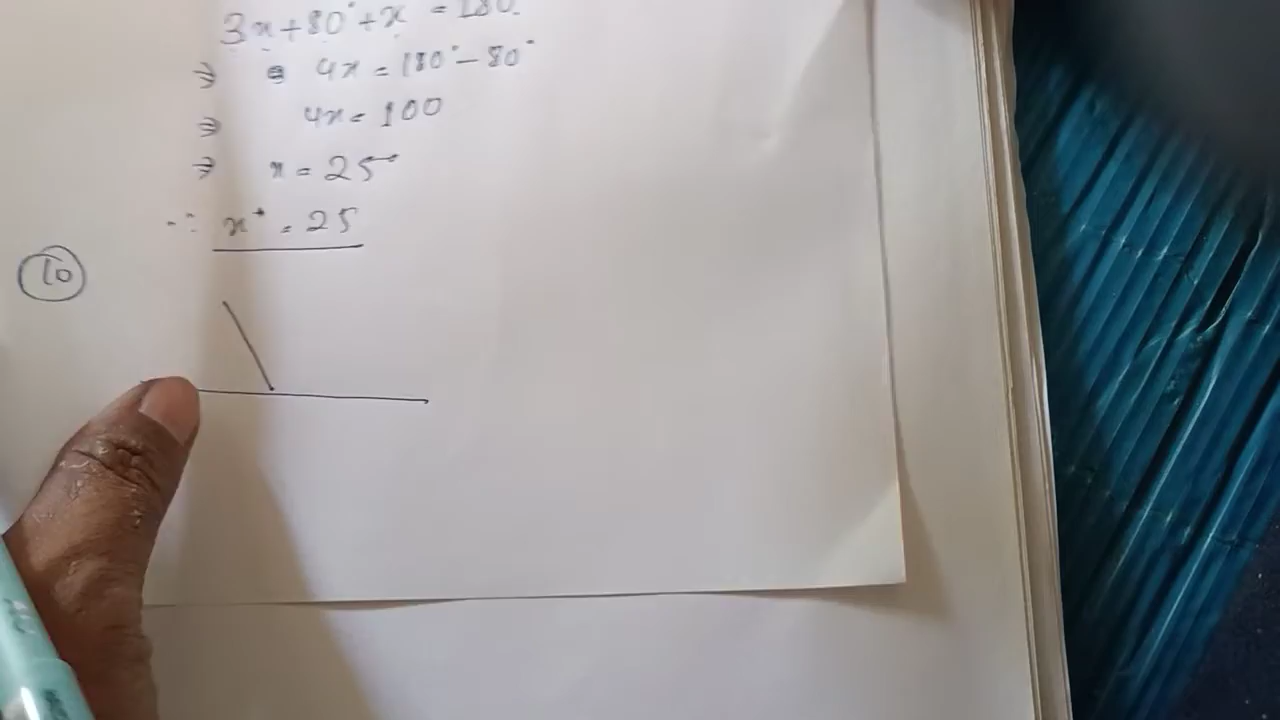 3x+80°+x = 180°
⇒ 4x = 180° - 80°
⇒ 4x = 100
⇒ x = 25
∴ x° = 25
10